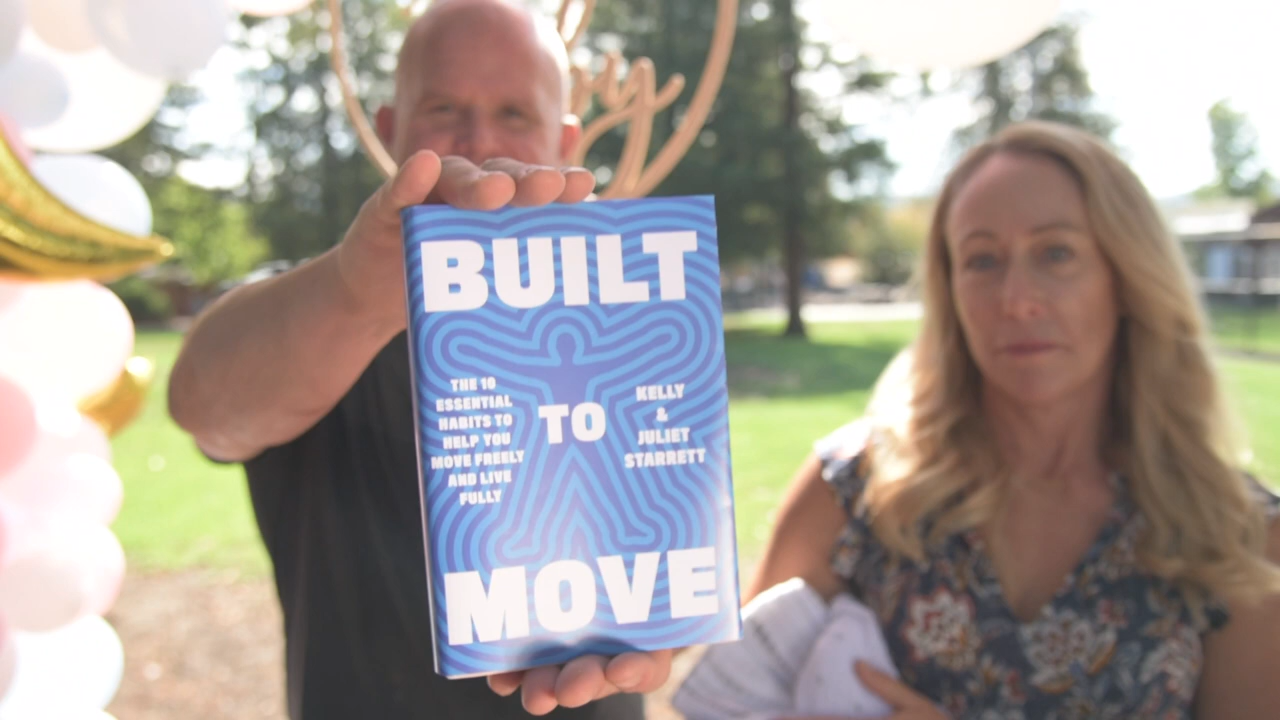 BUILT
THE 10
ESSENTIAL
HABITS TO
HELP YOU
MOVE FREELY
AND LIVE
FULLY
TO
KELLY
&
JULIET
STARRETT
MOVE